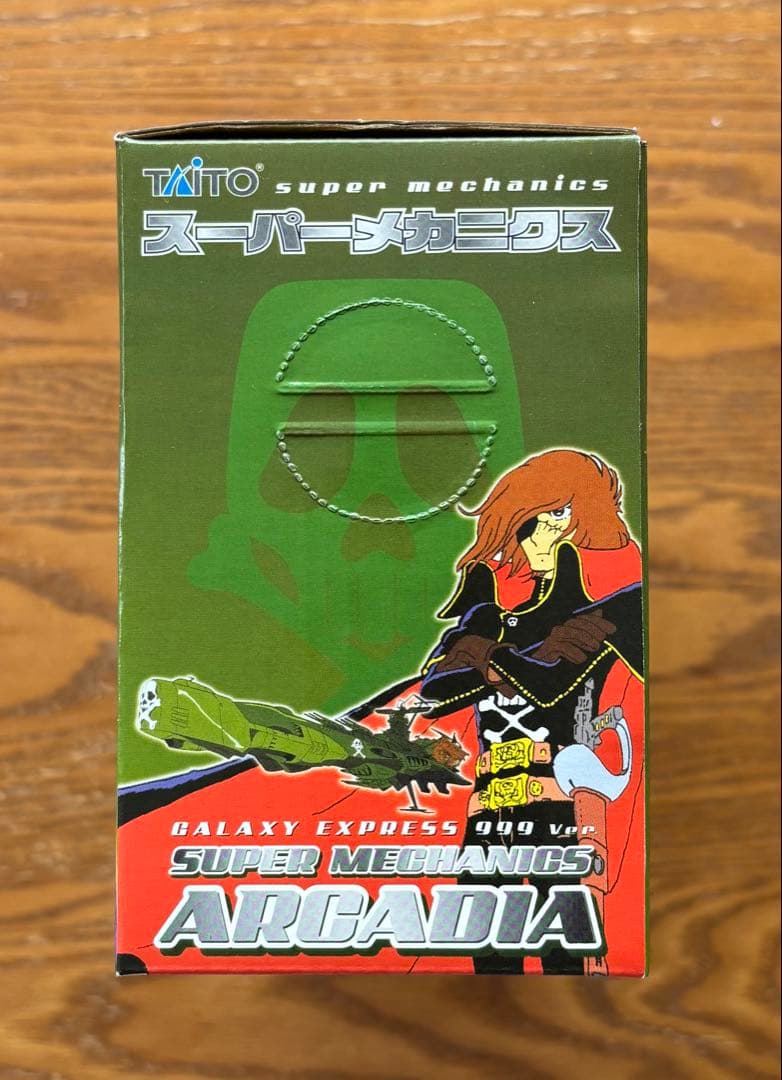 TAITO® super mechanics
スーパーメカニクス
GALAXY EXPRESS 999 Ver.
SUPER MECHANICS
ARCADIA